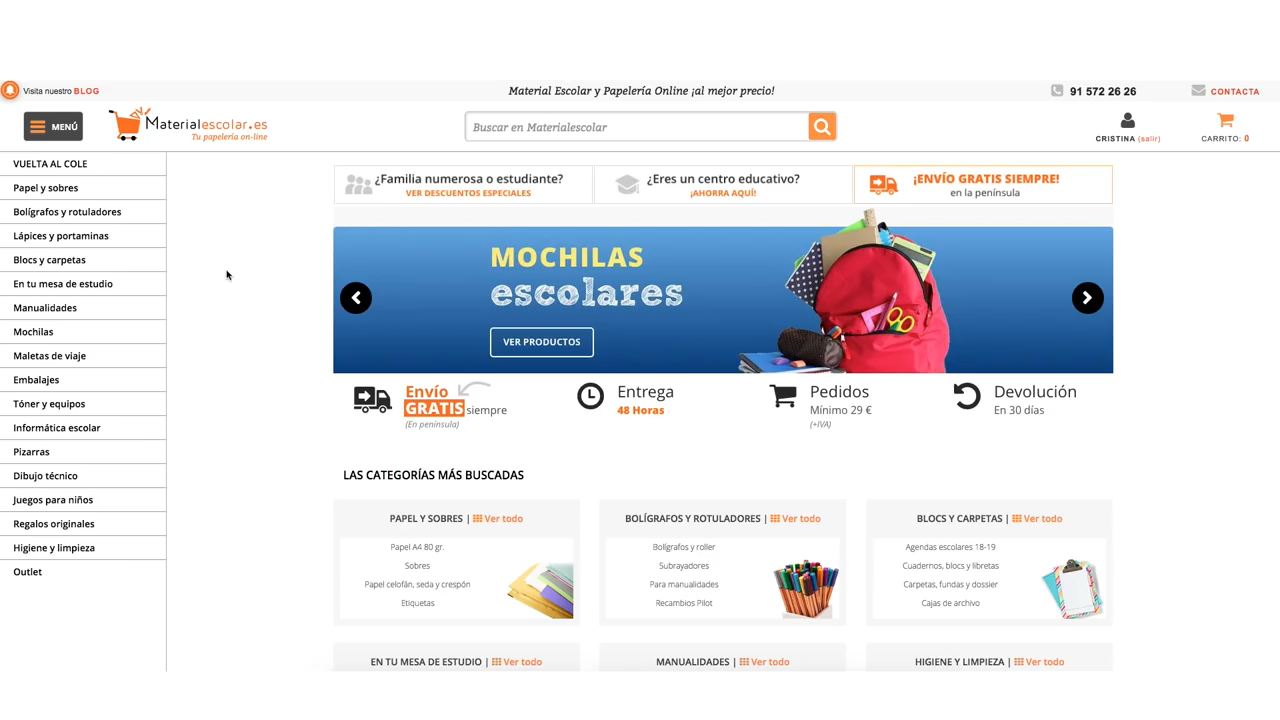 Visita nuestro BLOG
Material Escolar y Papelería Online ¡al mejor precio!
91 572 26 26
CONTACTA
MENÚ
Materialescolar.es
Tu papelería on-line
Buscar en Materialescolar
CRISTINA (salir)
CARRITO: 0
VUELTA AL COLE
Papel y sobres
Bolígrafos y rotuladores
Lápices y portaminas
Blocs y carpetas
En tu mesa de estudio
Manualidades
Mochilas
Maletas de viaje
Embalajes
Tóner y equipos
Informática escolar
Pizarras
Dibujo técnico
Juegos para niños
Regalos originales
Higiene y limpieza
Outlet
¿Familia numerosa o estudiante?
VER DESCUENTOS ESPECIALES
¿Eres un centro educativo?
¡AHORRA AQUÍ!
¡ENVÍO GRATIS SIEMPRE!
en la península
MOCHILAS
escolares
VER PRODUCTOS
Envío
GRATIS siempre
(En península)
Entrega
48 Horas
Pedidos
Mínimo 29 €
(+IVA)
Devolución
En 30 días
LAS CATEGORÍAS MÁS BUSCADAS
PAPEL Y SOBRES | Ver todo
Papel A4 80 gr.
Sobres
Papel celofán, seda y crespón
Etiquetas
BOLÍGRAFOS Y ROTULADORES | Ver todo
Bolígrafos y roller
Subrayadores
Para manualidades
Recambios Pilot
BLOCS Y CARPETAS | Ver todo
Agendas escolares 18-19
Cuadernos, blocs y libretas
Carpetas, fundas y dossier
Cajas de archivo
EN TU MESA DE ESTUDIO | Ver todo
MANUALIDADES | Ver todo
HIGIENE Y LIMPIEZA | Ver todo